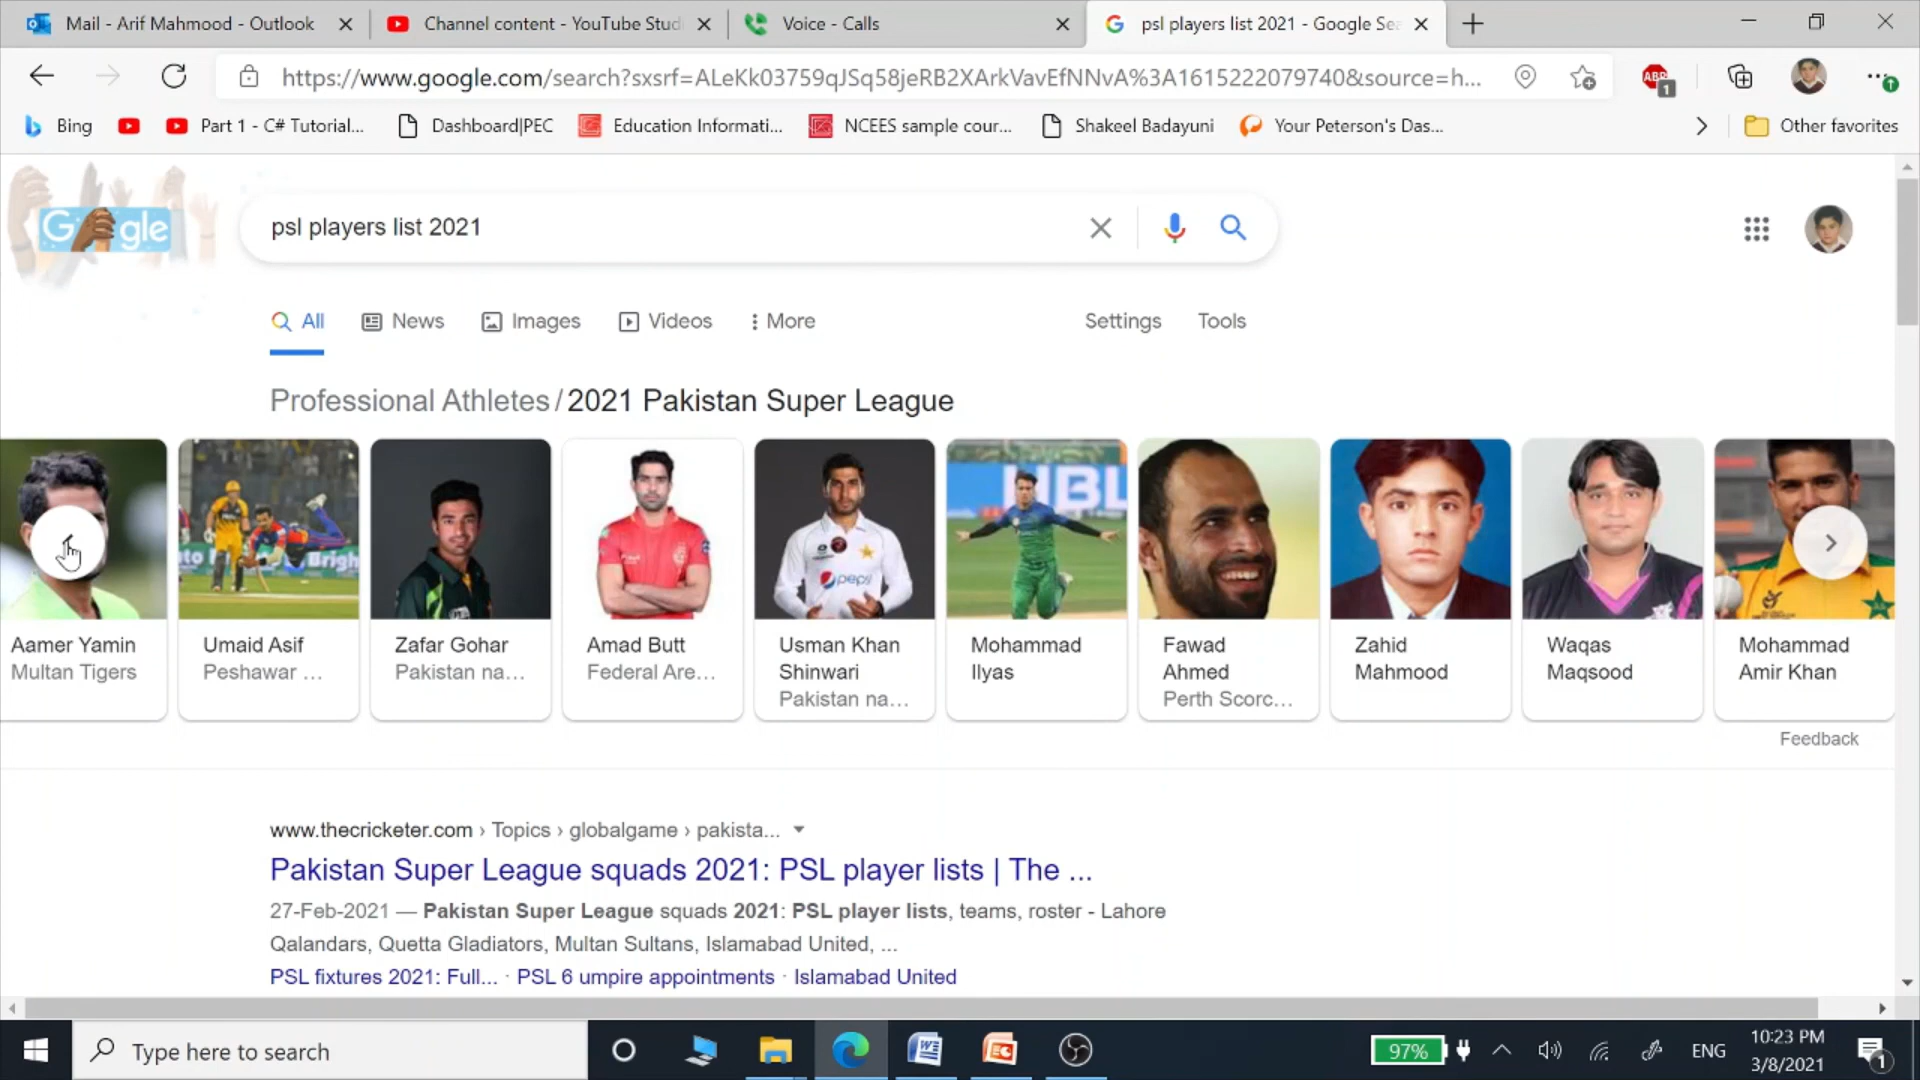 Mail - Arif Mahmood - Outlook
Channel content - YouTube Stud
Voice - Calls
psl players list 2021 - Google Sea
https://www.google.com/search?sxsrf=ALeKk03759qJSq58jeRB2XArkVavEfNNvA%3A1615222079740&source=h...
ABP
1
Bing
Part 1 - C# Tutorial...
Dashboard|PEC
Education Informati...
NCEES sample cour...
Shakeel Badayuni
Your Peterson's Das...
Other favorites
Google
psl players list 2021
All
News
Images
Videos
More
Settings
Tools
Professional Athletes / 2021 Pakistan Super League
HBL
pepsi
Aamer Yamin
Multan Tigers
Umaid Asif
Peshawar ...
Zafar Gohar
Pakistan na...
Amad Butt
Federal Are...
Usman Khan
Shinwari
Pakistan na...
Mohammad
Ilyas
Fawad
Ahmed
Perth Scorc...
Zahid
Mahmood
Waqas
Maqsood
Mohammad
Amir Khan
Feedback
www.thecricketer.com › Topics › globalgame › pakista...
Pakistan Super League squads 2021: PSL player lists | The ...
27-Feb-2021 — Pakistan Super League squads 2021: PSL player lists, teams, roster - Lahore
Qalandars, Quetta Gladiators, Multan Sultans, Islamabad United, ...
PSL fixtures 2021: Full... · PSL 6 umpire appointments · Islamabad United
Type here to search
97%
ENG
10:23 PM
3/8/2021
1